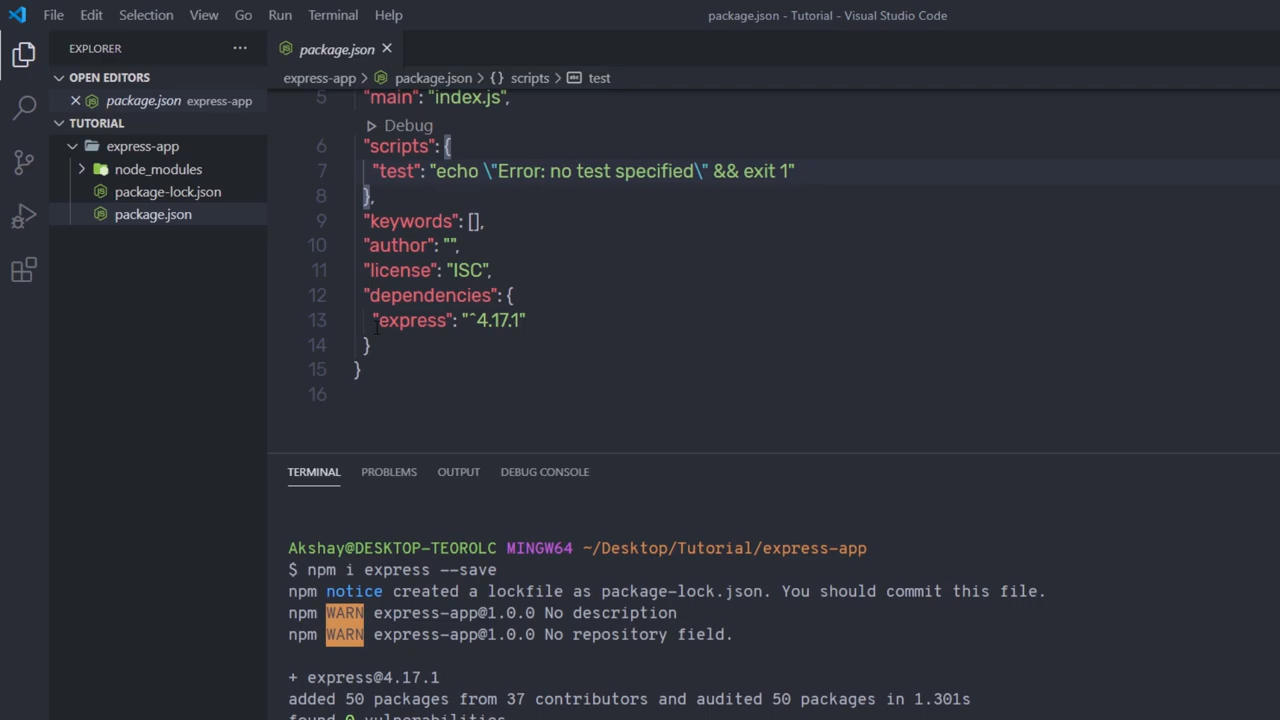 File Edit Selection View Go Run Terminal Help package.json - Tutorial - Visual Studio Code
EXPLORER ···
OPEN EDITORS
package.json express-app
TUTORIAL
express-app
node_modules
package-lock.json
package.json
package.json
express-app > package.json > {} scripts > abc test
5 "main": "index.js",
Debug
6 "scripts": {
7 "test": "echo \"Error: no test specified\" && exit 1"
8 },
9 "keywords": [],
10 "author": "",
11 "license": "ISC",
12 "dependencies": {
13 "express": "^4.17.1"
14 }
15 }
16
TERMINAL PROBLEMS OUTPUT DEBUG CONSOLE
Akshay@DESKTOP-TEOROLC MINGW64 ~/Desktop/Tutorial/express-app
$ npm i express --save
npm notice created a lockfile as package-lock.json. You should commit this file.
npm WARN express-app@1.0.0 No description
npm WARN express-app@1.0.0 No repository field.
+ express@4.17.1
added 50 packages from 37 contributors and audited 50 packages in 1.301s
found 0 vulnerabilities